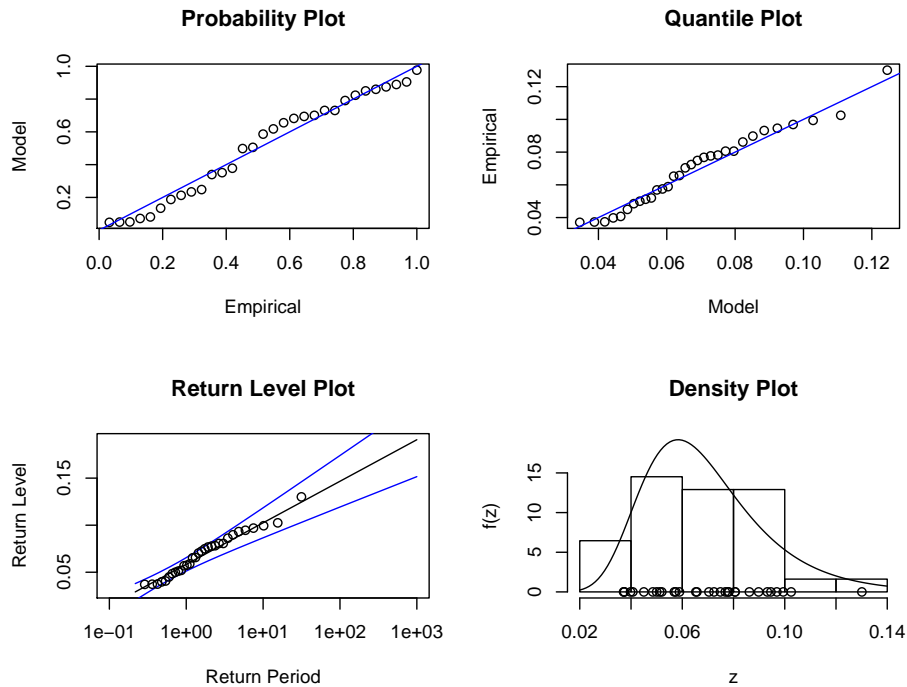 Probability Plot
Model
0.2 0.6 1.0
0.0 0.2 0.4 0.6 0.8 1.0
Empirical
Quantile Plot
Empirical
0.04 0.08 0.12
0.04 0.06 0.08 0.10 0.12
Model
Return Level Plot
Return Level
0.05 0.15
1e−01 1e+00 1e+01 1e+02 1e+03
Return Period
Density Plot
f(z)
0 5 10 15
0.02 0.06 0.10 0.14
z